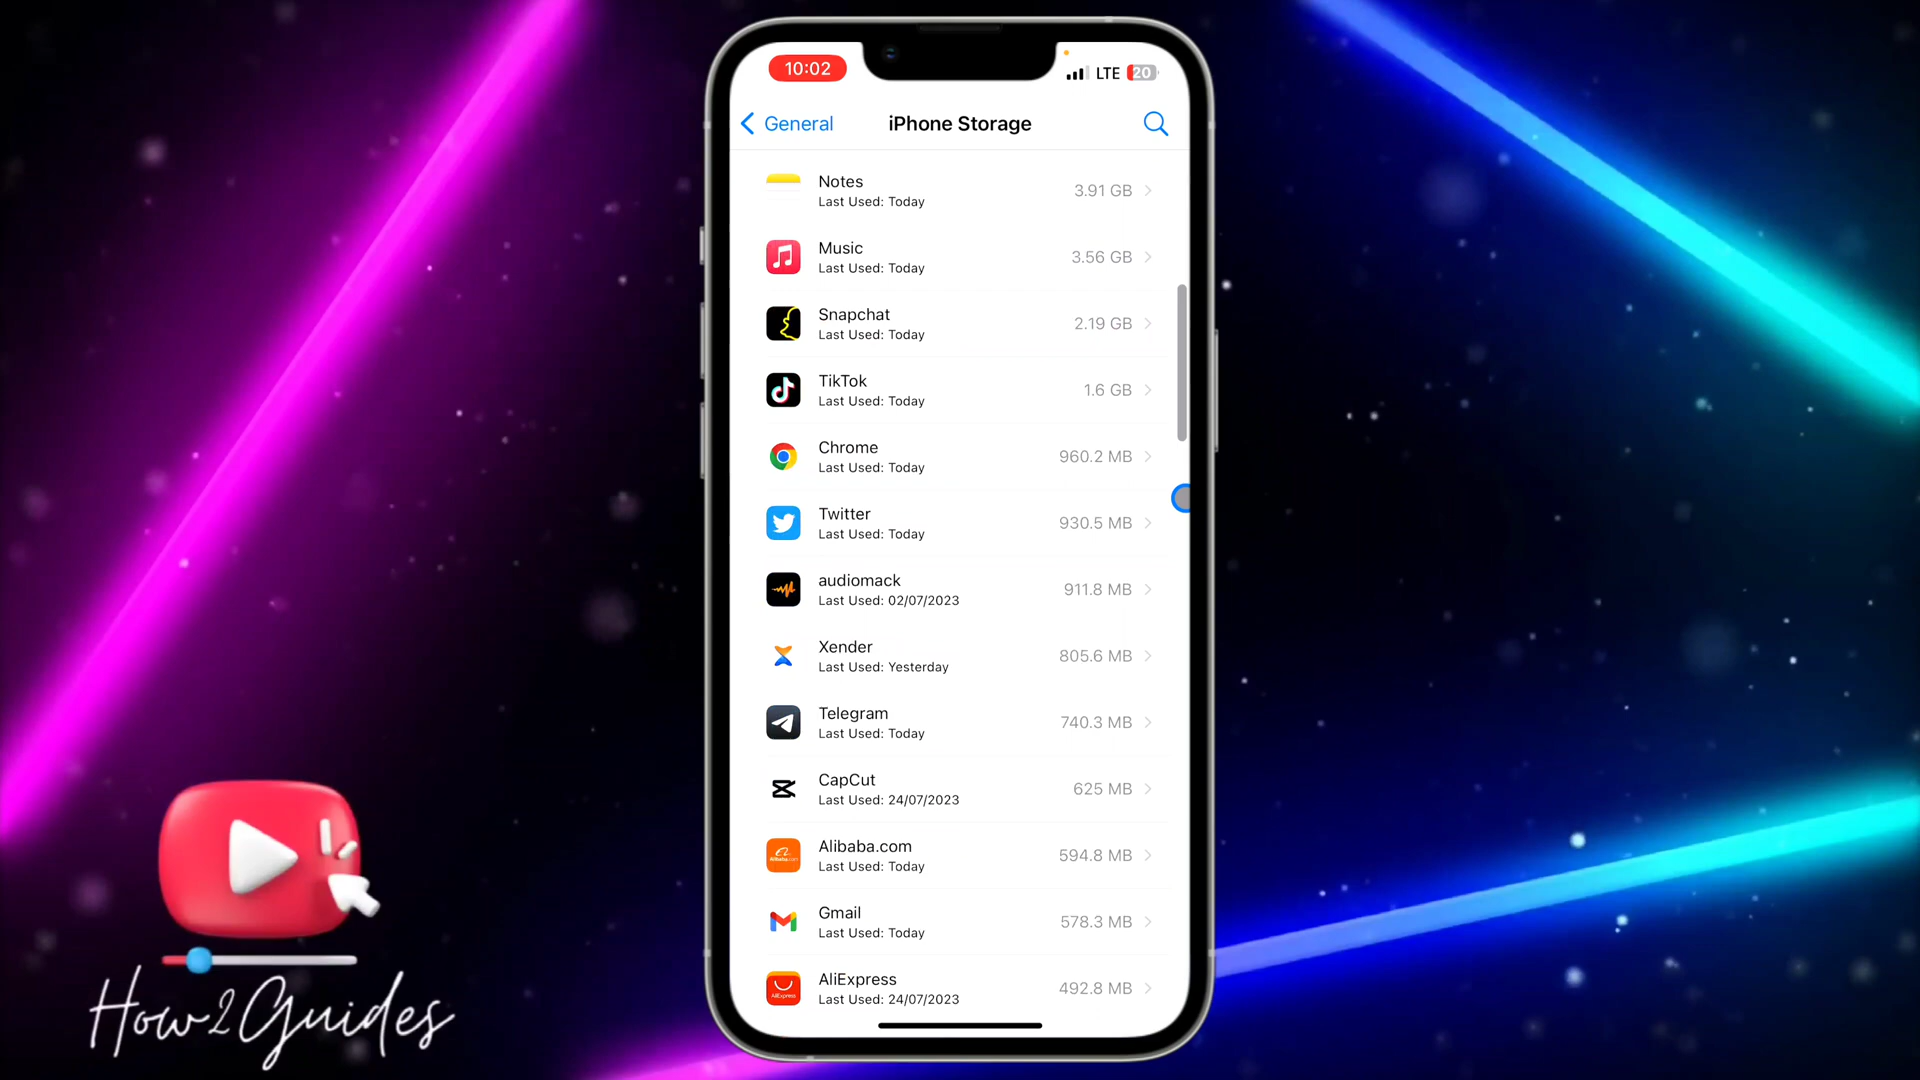 10:02
LTE 20
General
iPhone Storage
Notes
Last Used: Today
3.91 GB
Music
Last Used: Today
3.56 GB
Snapchat
Last Used: Today
2.19 GB
TikTok
Last Used: Today
1.6 GB
Chrome
Last Used: Today
960.2 MB
Twitter
Last Used: Today
930.5 MB
audiomack
Last Used: 02/07/2023
911.8 MB
Xender
Last Used: Yesterday
805.6 MB
Telegram
Last Used: Today
740.3 MB
CapCut
Last Used: 24/07/2023
625 MB
Alibaba.com
Alibaba.com
Last Used: Today
594.8 MB
Gmail
Last Used: Today
578.3 MB
AliExpress
AliExpress
Last Used: 24/07/2023
492.8 MB
How2Guides